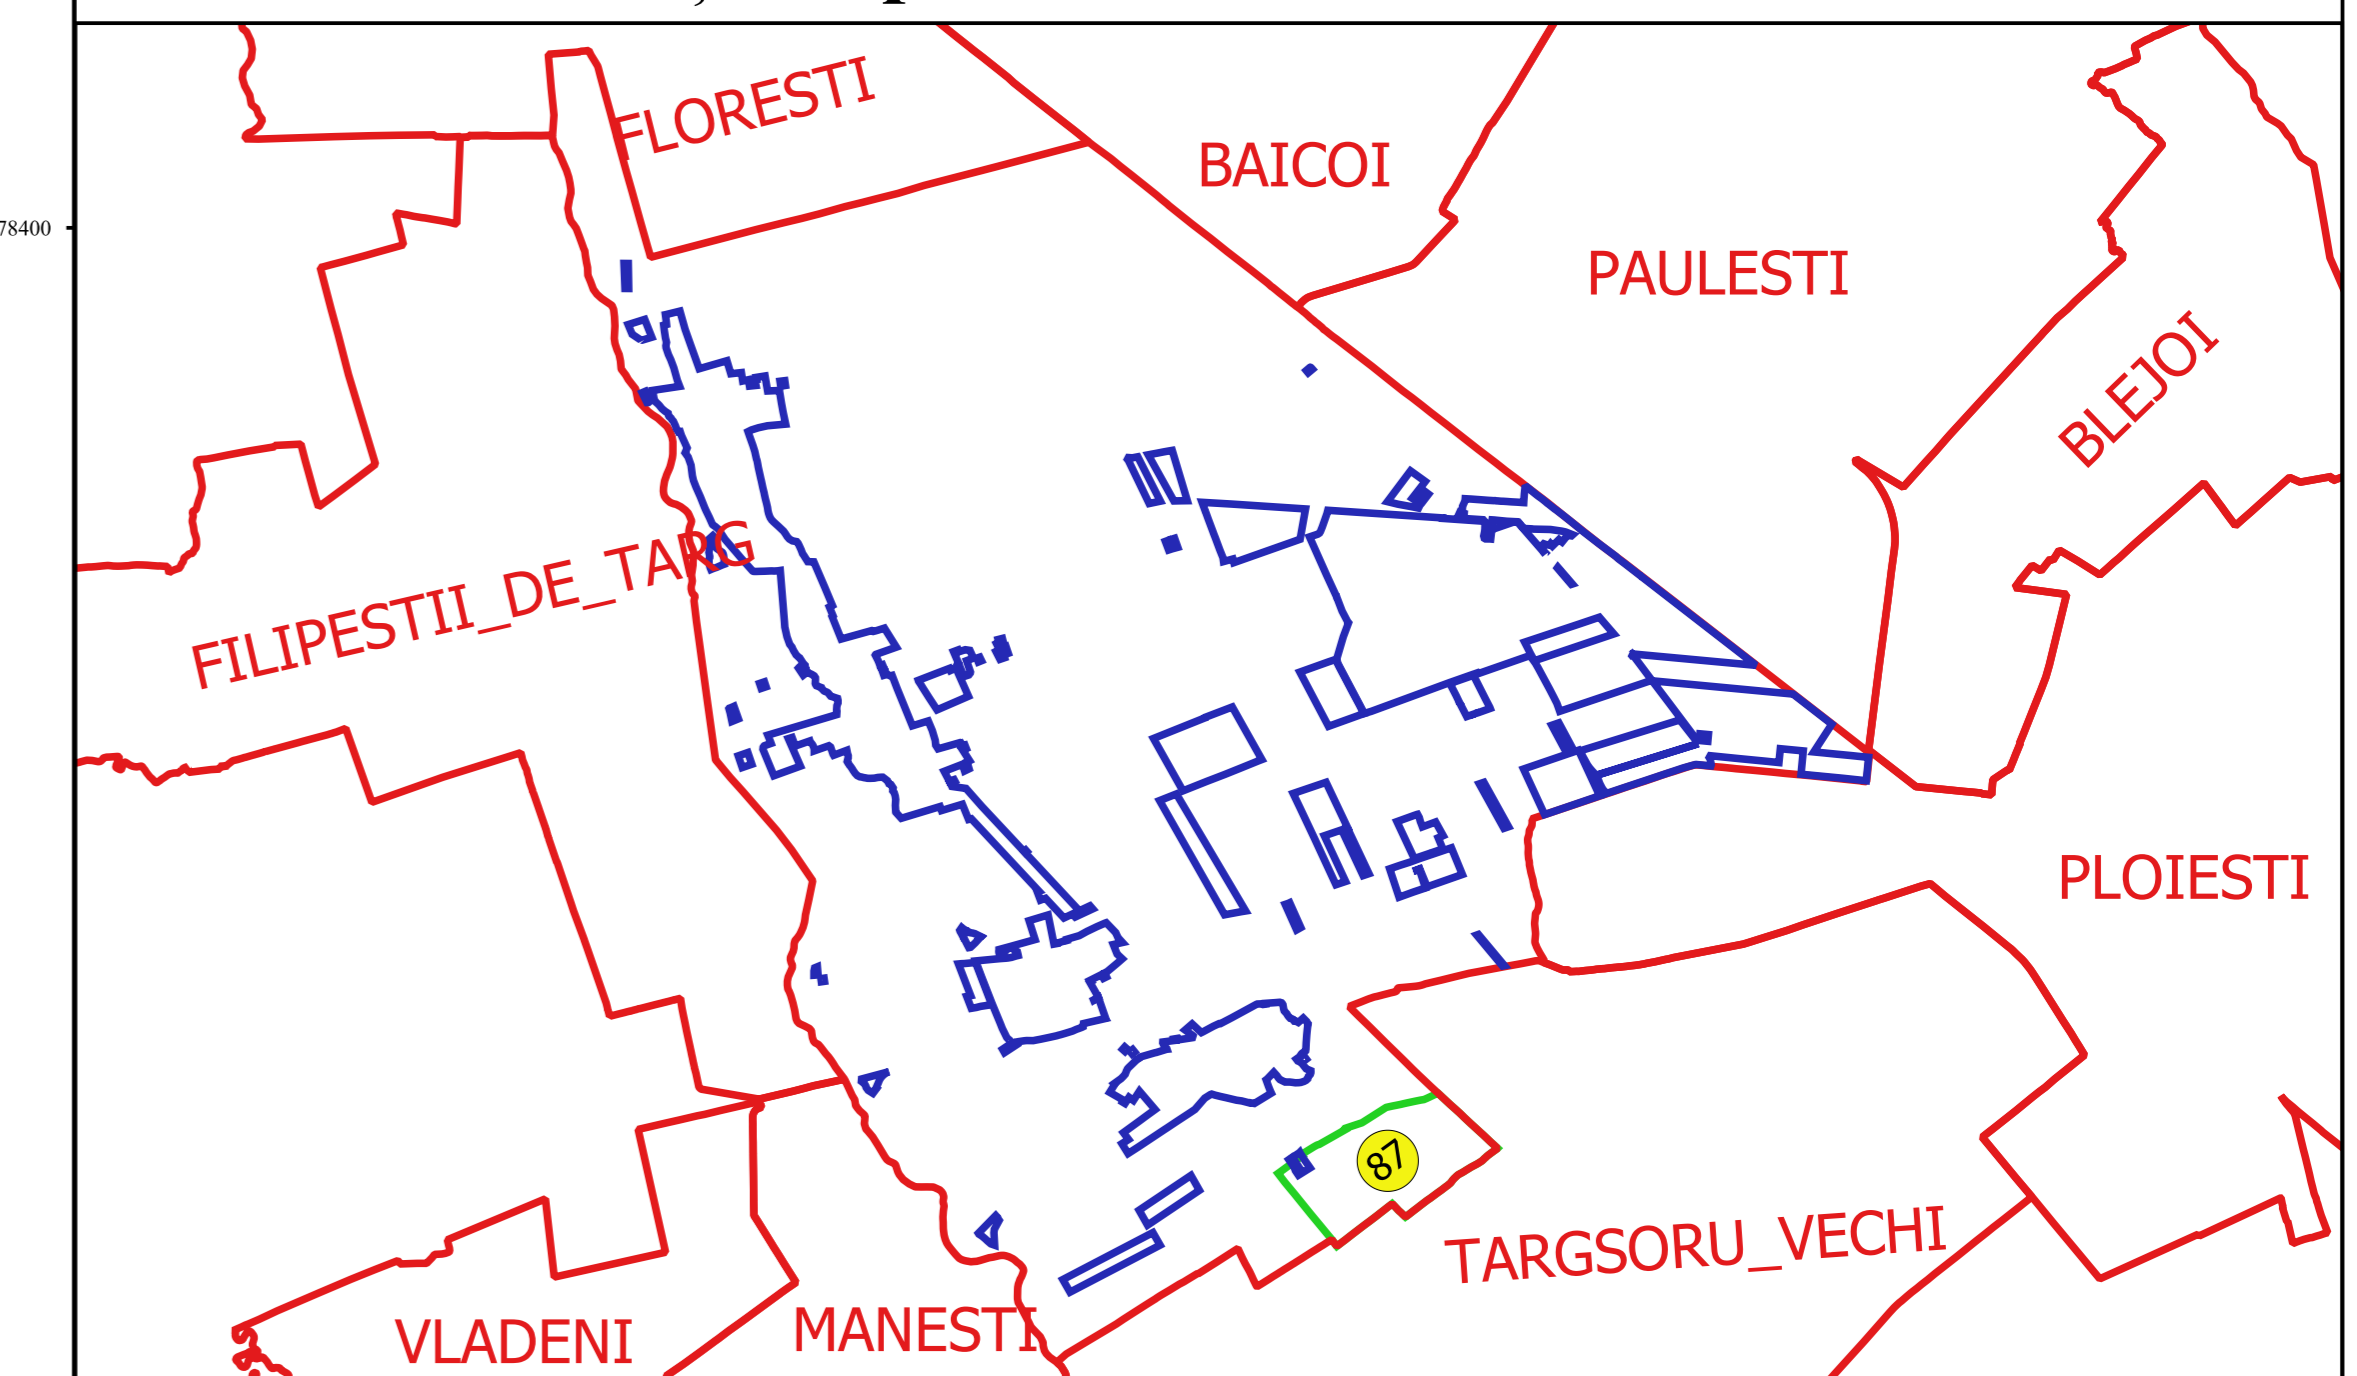 FLORESTI
BAICOI
78400
PAULESTI
BLEJOI
FILIPESTII_DE_TARG
PLOIESTI
87
TARGSORU_VECHI
MANESTI
VLADENI